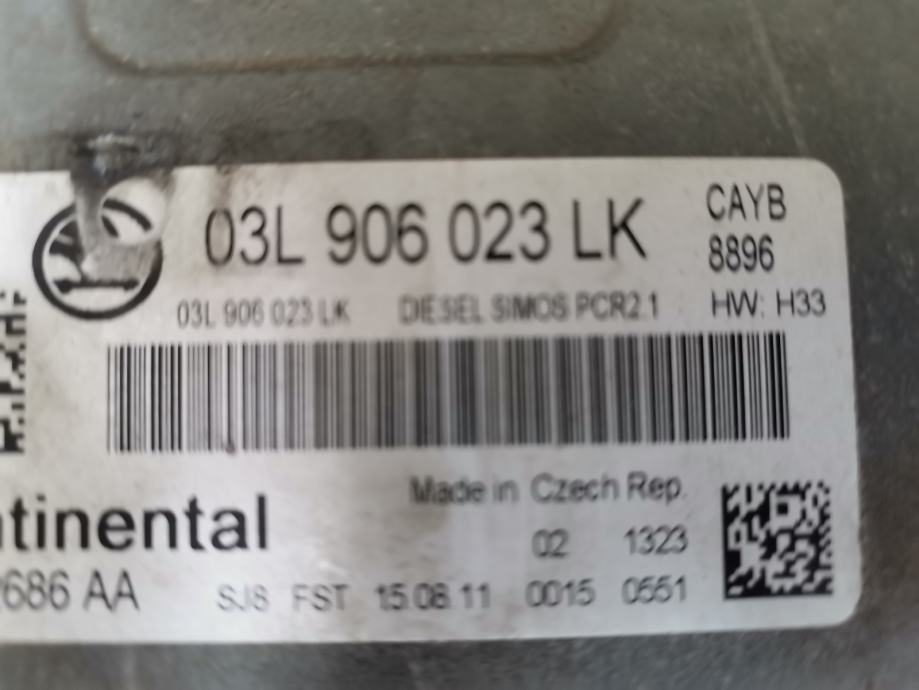 03L 906 023 LK
CAYB
8896
03L 906 023 LK DIESEL SIMOS PCR2.1 HW: H33
Made in Czech Rep.
ntinental
02 1323
686 AA
SJ8 FST 15.08.11 0015 0551